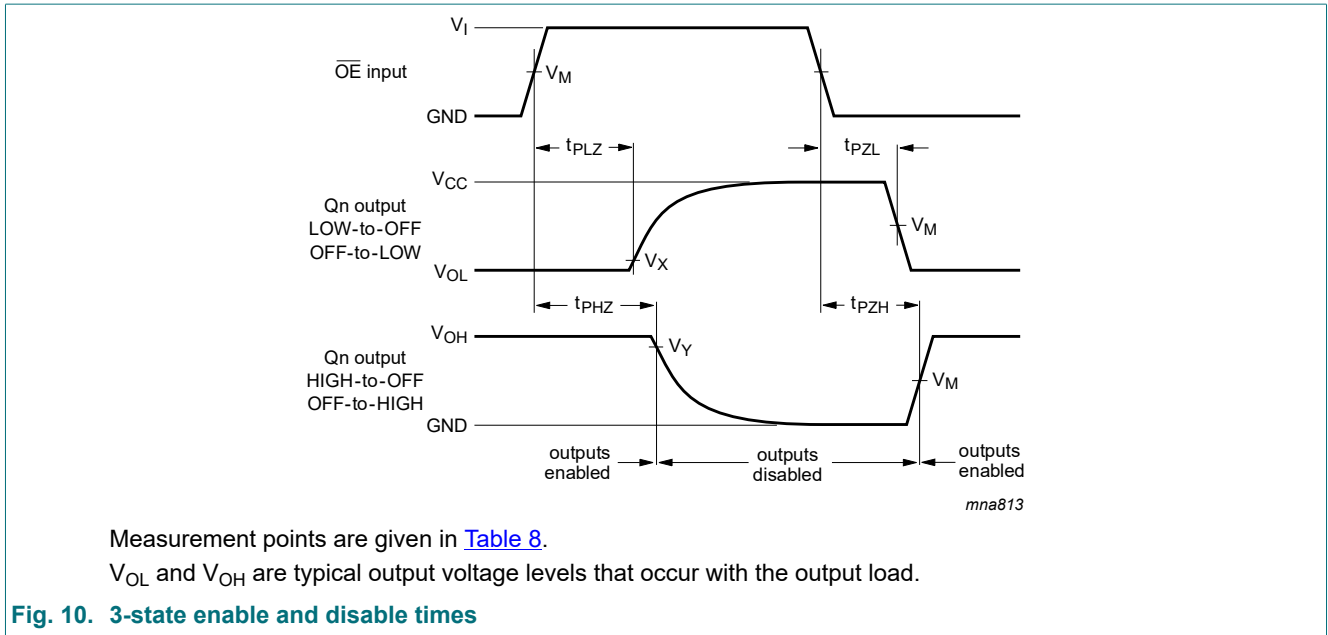 V_I
OE input
V_M
GND
t_PLZ
t_PZL
V_CC
Qn output
LOW-to-OFF
OFF-to-LOW
V_M
V_X
V_OL
t_PHZ
t_PZH
V_OH
V_Y
Qn output
HIGH-to-OFF
OFF-to-HIGH
V_M
GND
outputs
enabled
outputs
disabled
outputs
enabled
mna813
Measurement points are given in Table 8.
V_OL and V_OH are typical output voltage levels that occur with the output load.
Fig. 10. 3-state enable and disable times